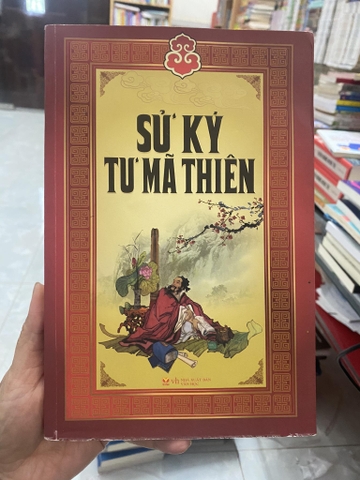 SỬ KÝ
TƯ MÃ THIÊN